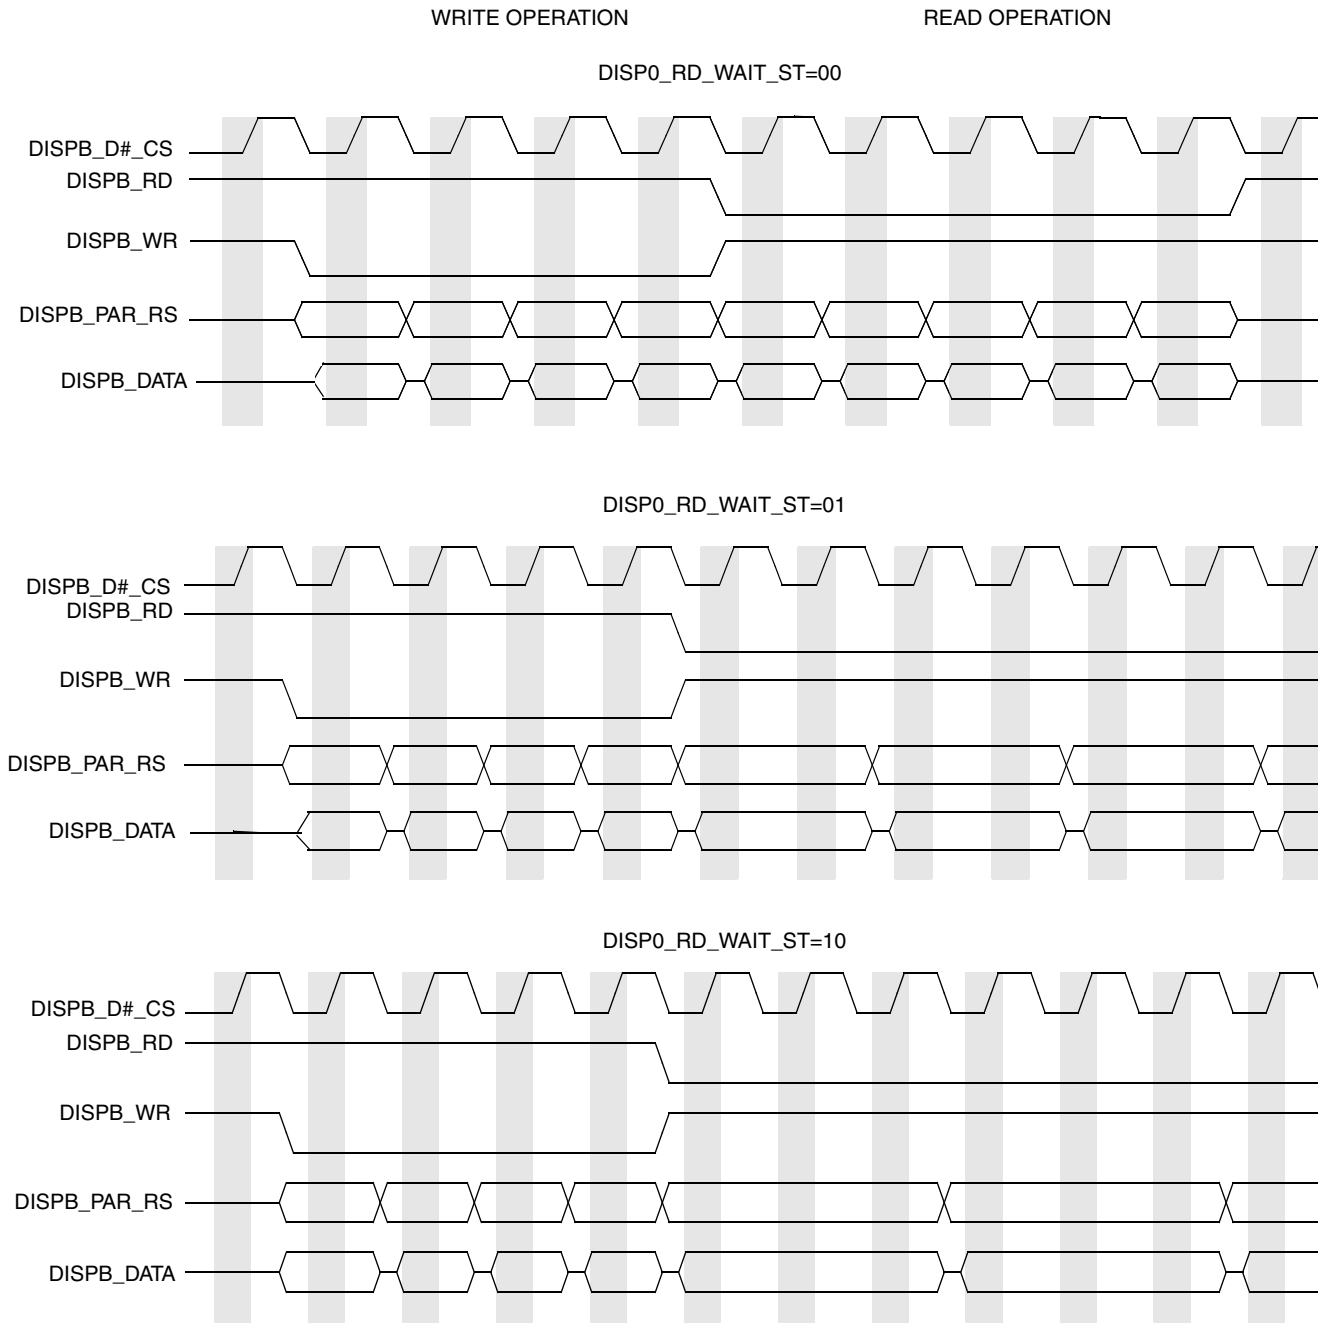 WRITE OPERATION READ OPERATION
DISP0_RD_WAIT_ST=00
DISPB_D#_CS
DISPB_RD
DISPB_WR
DISPB_PAR_RS
DISPB_DATA
DISP0_RD_WAIT_ST=01
DISPB_D#_CS
DISPB_RD
DISPB_WR
DISPB_PAR_RS
DISPB_DATA
DISP0_RD_WAIT_ST=10
DISPB_D#_CS
DISPB_RD
DISPB_WR
DISPB_PAR_RS
DISPB_DATA